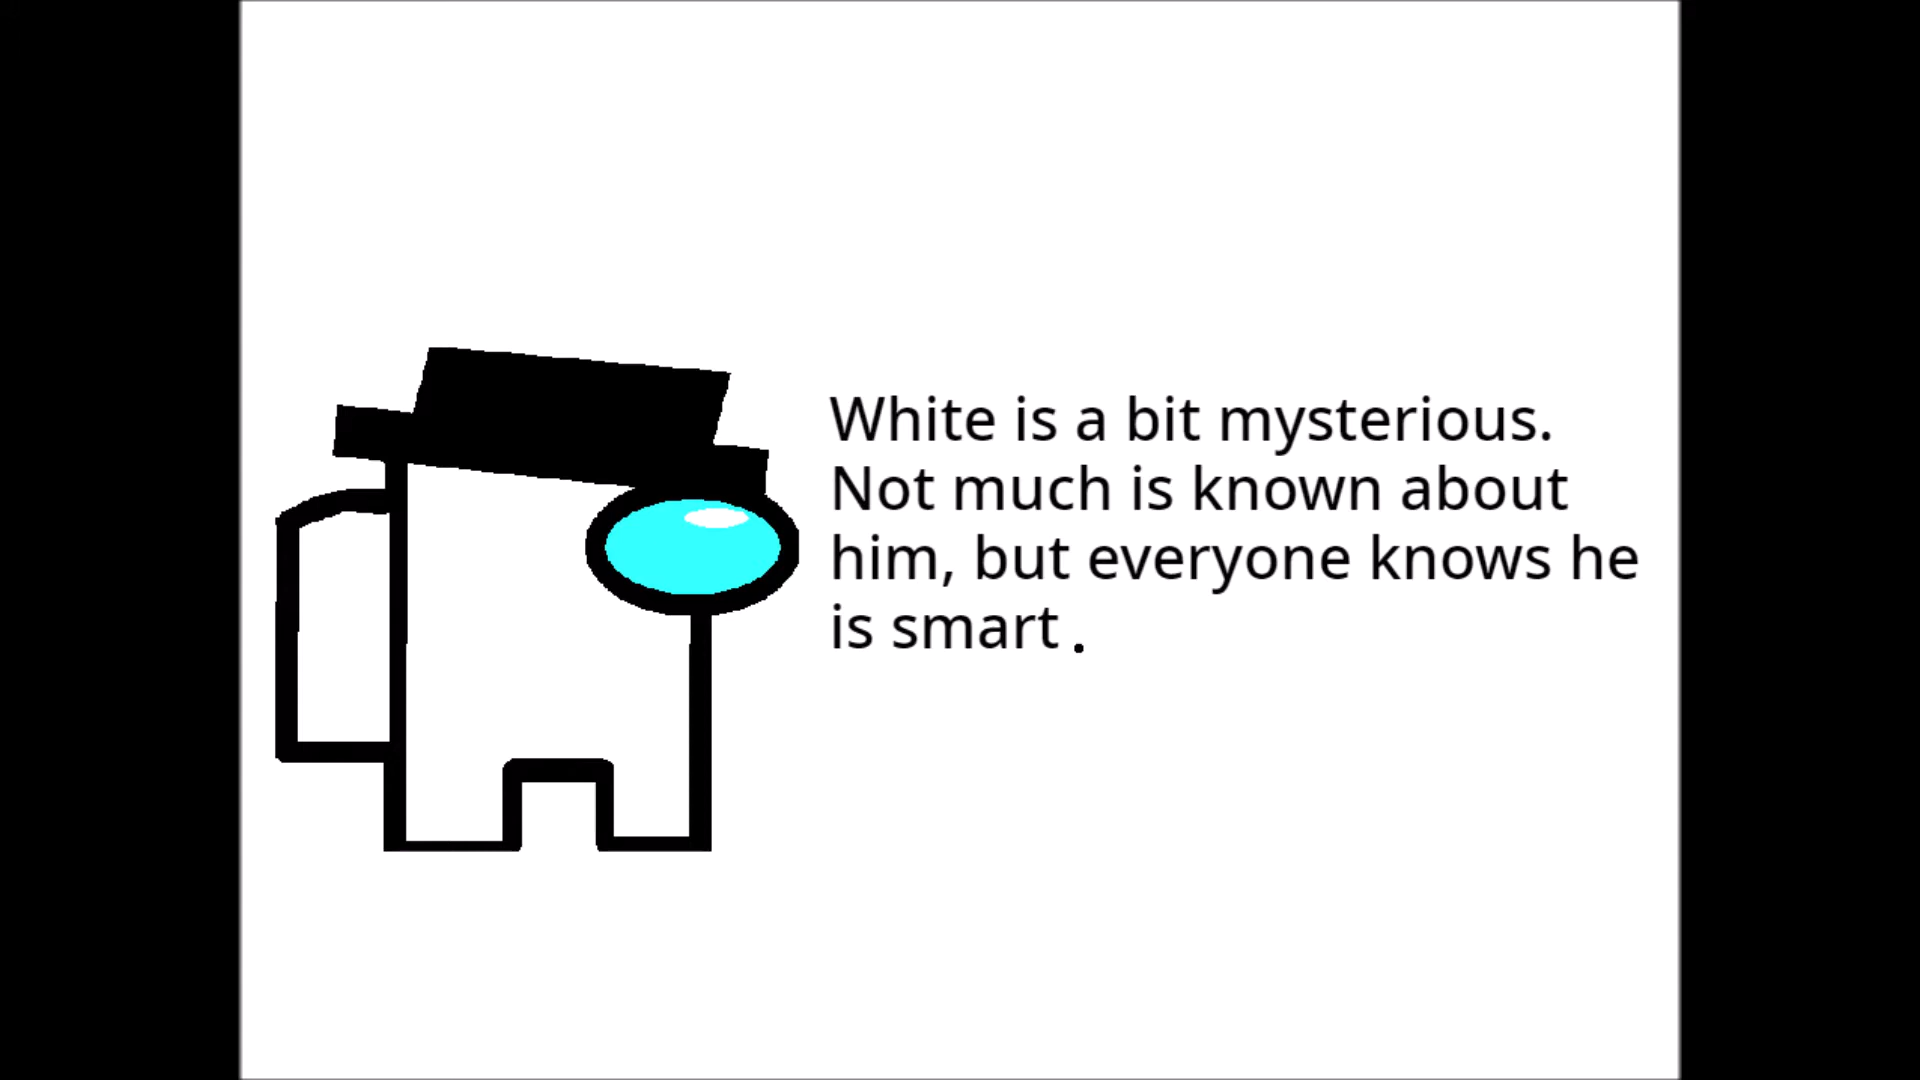 White is a bit mysterious.
Not much is known about
him, but everyone knows he
is smart .